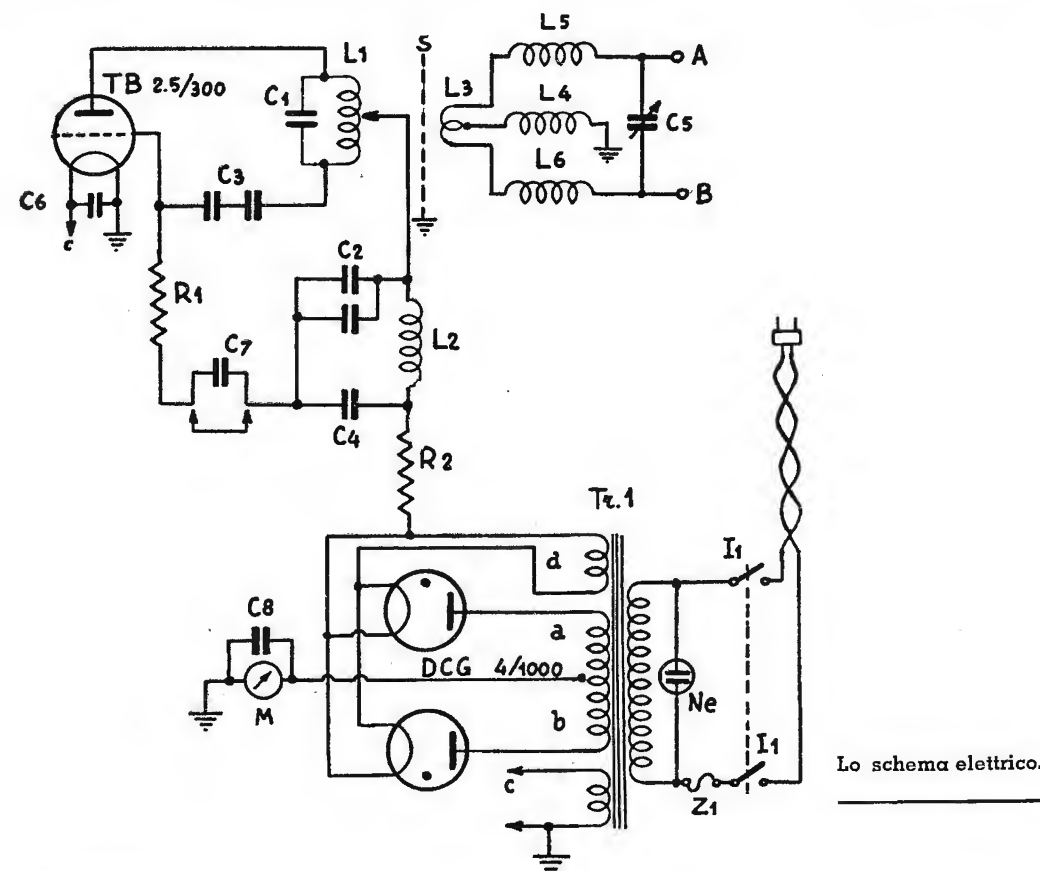 L5
S
A
L1
TB 2.5/300
L3
C1
L4
C5
L6
C3
B
C6
c
C2
R1
L2
C7
C4
R2
Tr.1
I1
d
C8
a
DCG 4/1000
Ne
M
b
I1
Lo schema elettrico.
c
Z1